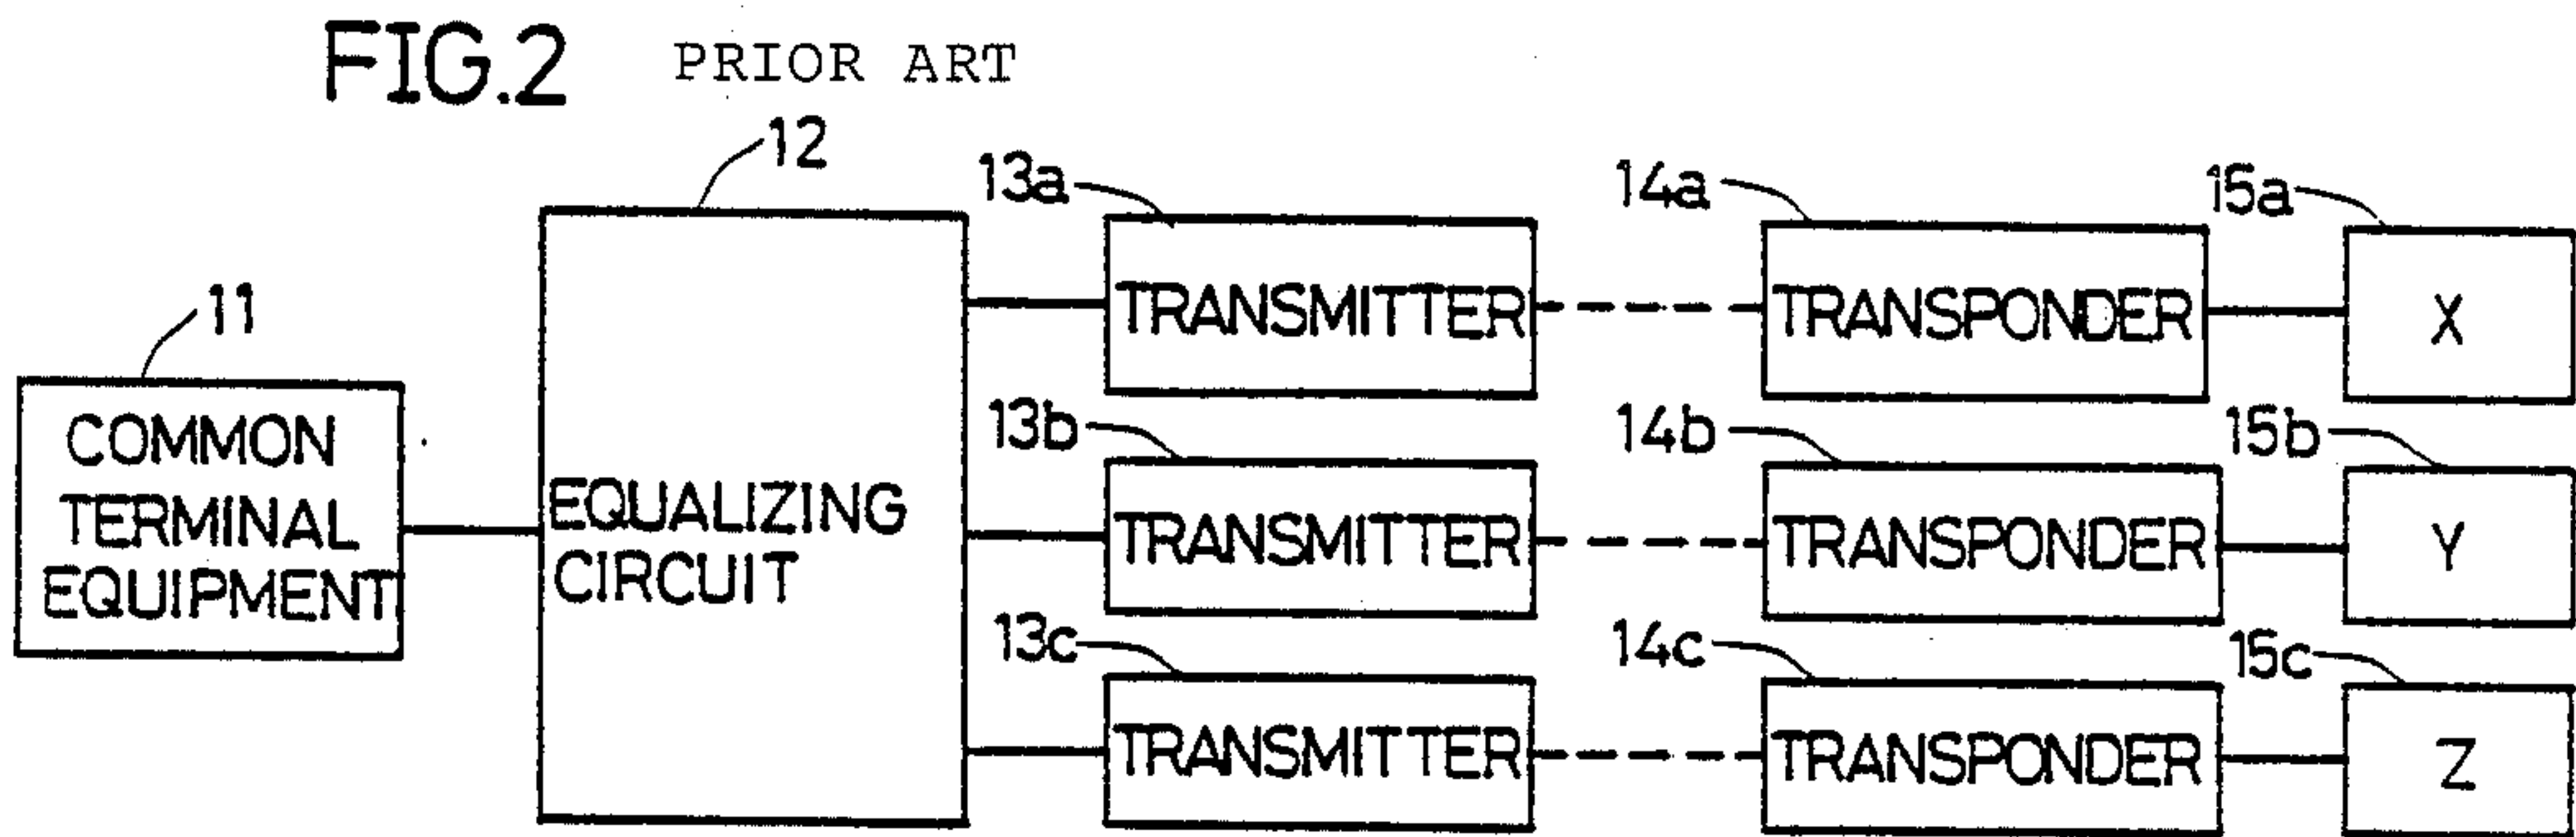 FIG.2 PRIOR ART
12
13a 14a 15a
11
TRANSMITTER TRANSPONDER X
COMMON
TERMINAL
EQUIPMENT
EQUALIZING
CIRCUIT
13b 14b 15b
TRANSMITTER TRANSPONDER Y
13c 14c 15c
TRANSMITTER TRANSPONDER Z